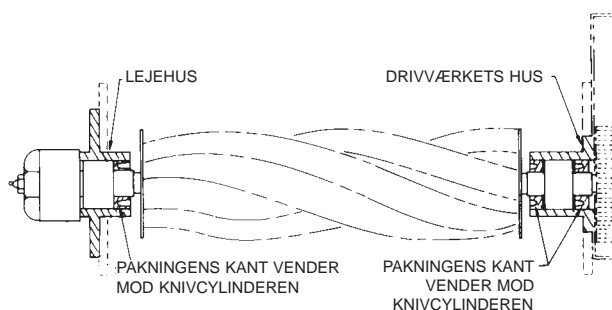 LEJEHUS
DRIVVÆRKETS HUS
PAKNINGENS KANT VENDER
MOD KNIVCYLINDEREN
PAKNINGENS KANT
VENDER MOD
KNIVCYLINDEREN